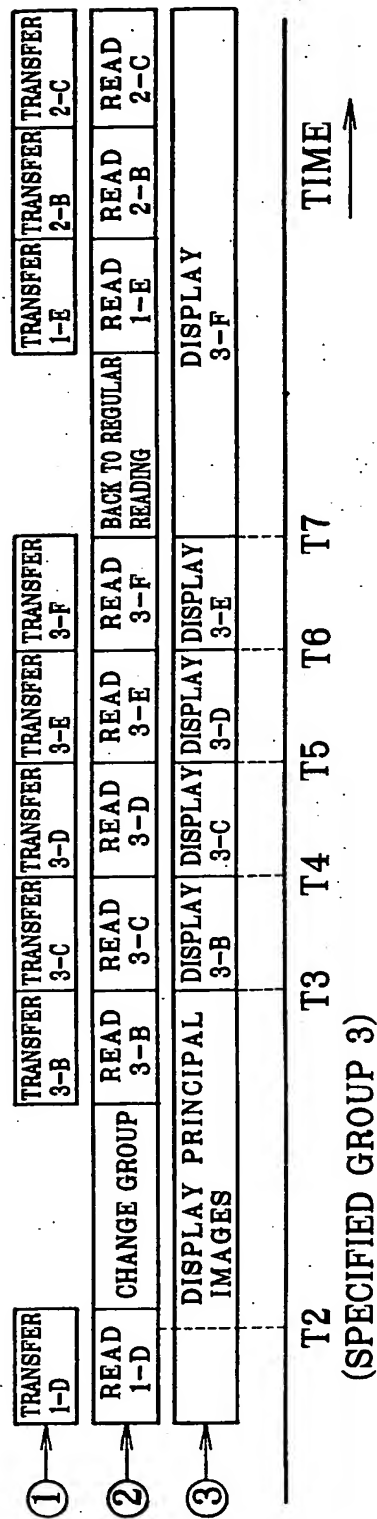 ①
TRANSFER
1-D
TRANSFER
3-B
TRANSFER
3-C
TRANSFER
3-D
TRANSFER
3-E
TRANSFER
3-F
TRANSFER
1-E
TRANSFER
2-B
TRANSFER
2-C
②
READ
1-D
CHANGE GROUP
READ
3-B
READ
3-C
READ
3-D
READ
3-E
READ
3-F
BACK TO REGULAR
READING
READ
1-E
READ
2-B
READ
2-C
③
DISPLAY PRINCIPAL
IMAGES
DISPLAY
3-B
DISPLAY
3-C
DISPLAY
3-D
DISPLAY
3-E
DISPLAY
3-F
T2
T3
T4
T5
T6
T7
TIME
(SPECIFIED GROUP 3)